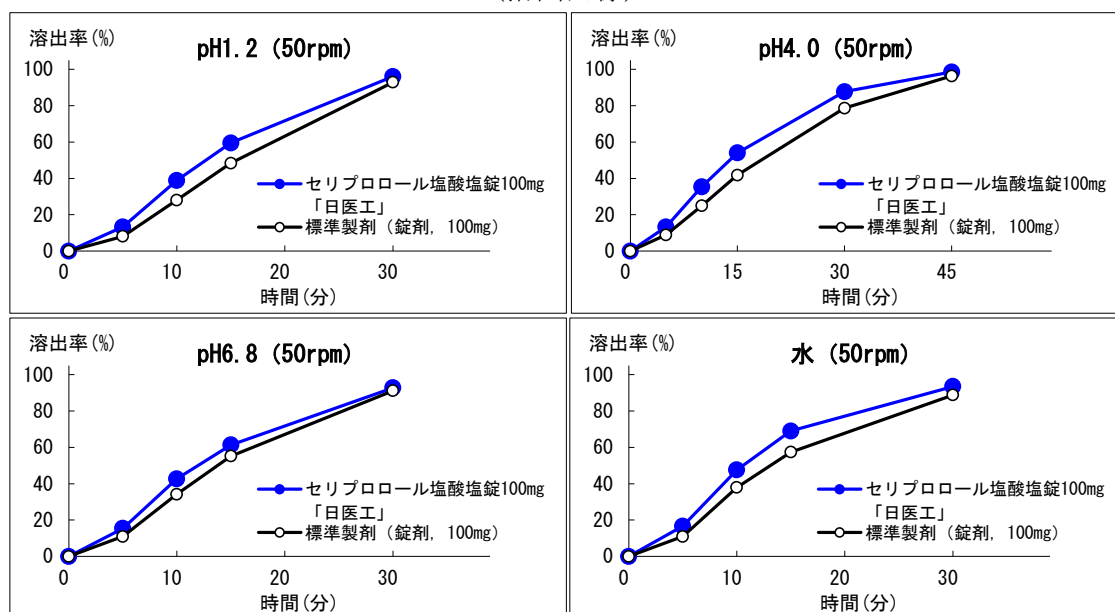 溶出率(%)
pH1.2 (50rpm)
100
80
60
40
20
0
0
10
20
30
時間(分)
セリプロロール塩酸塩錠100mg
「日医工」
標準製剤（錠剤, 100mg）
溶出率(%)
pH4.0 (50rpm)
100
80
60
40
20
0
0
15
30
45
時間(分)
セリプロロール塩酸塩錠100mg
「日医工」
標準製剤（錠剤, 100mg）
溶出率(%)
pH6.8 (50rpm)
100
80
60
40
20
0
0
10
20
30
時間(分)
セリプロロール塩酸塩錠100mg
「日医工」
標準製剤（錠剤, 100mg）
溶出率(%)
水 (50rpm)
100
80
60
40
20
0
0
10
20
30
時間(分)
セリプロロール塩酸塩錠100mg
「日医工」
標準製剤（錠剤, 100mg）